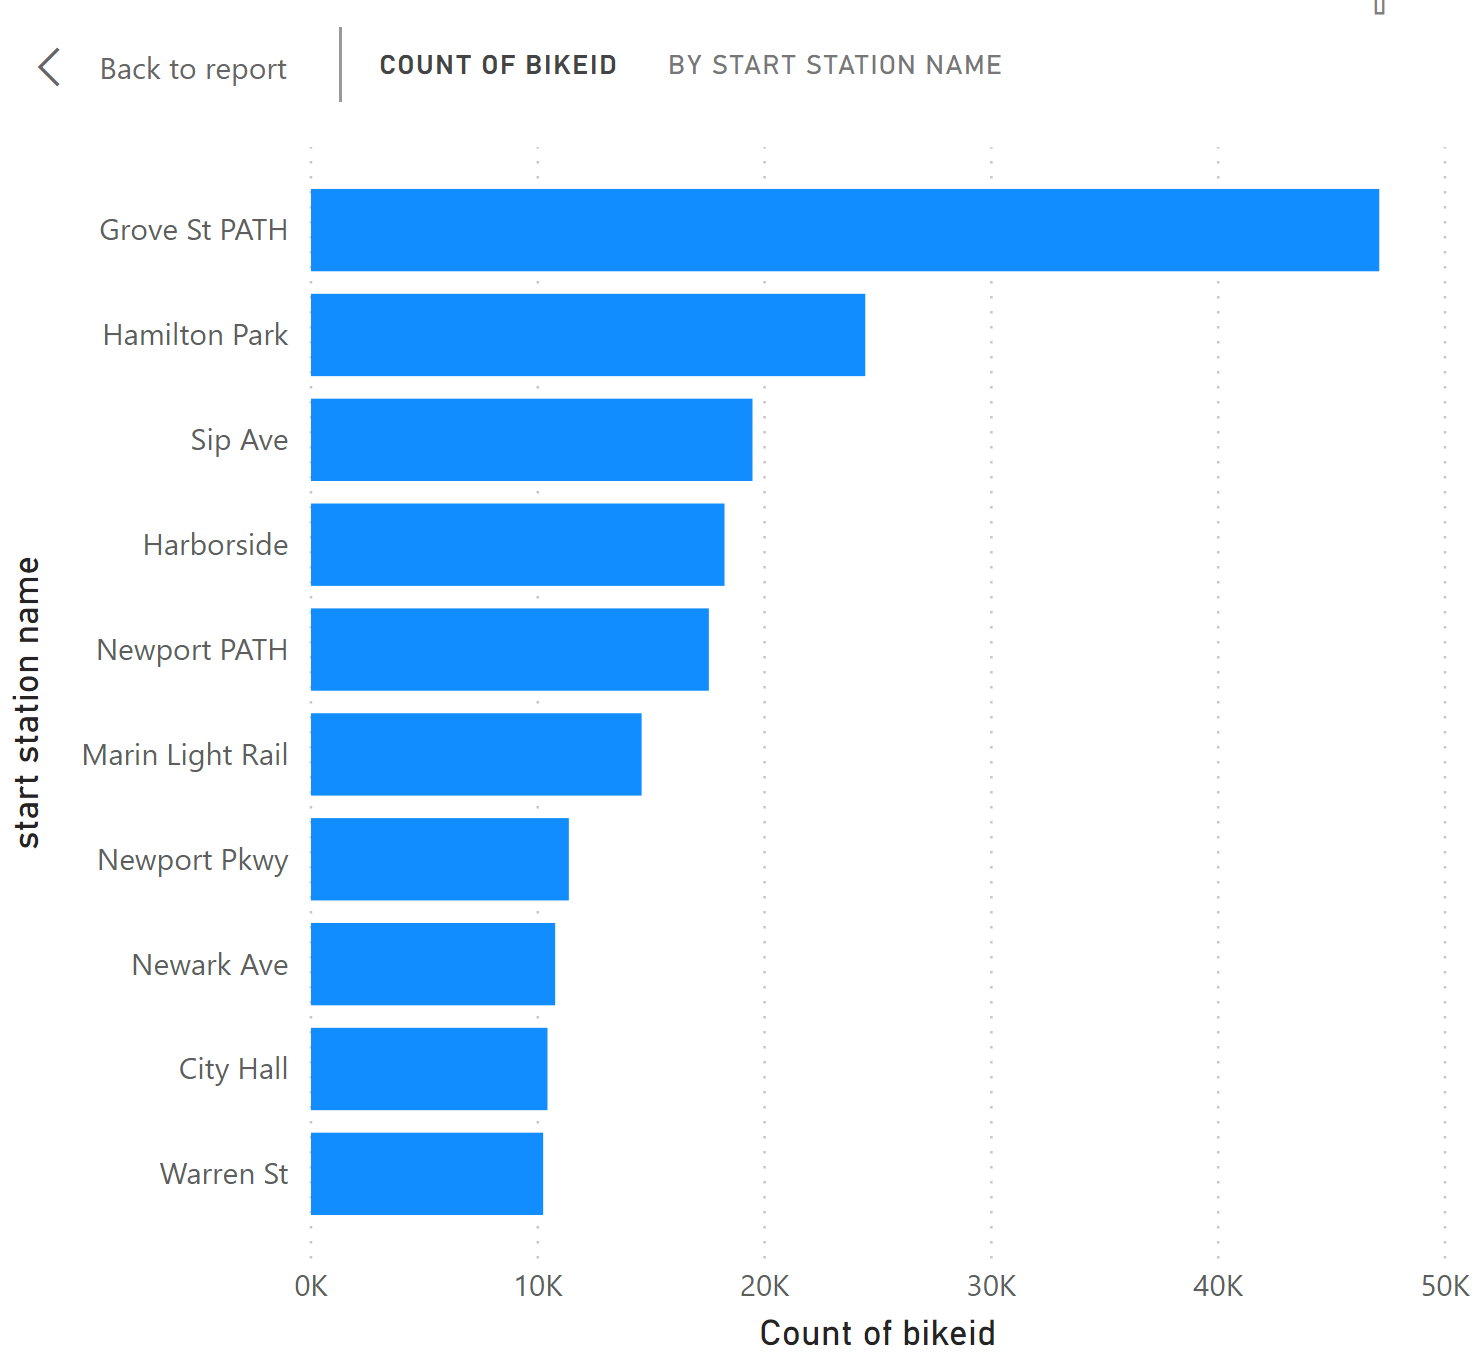 Back to report
COUNT OF BIKEID
BY START STATION NAME
start station name
Grove St PATH
Hamilton Park
Sip Ave
Harborside
Newport PATH
Marin Light Rail
Newport Pkwy
Newark Ave
City Hall
Warren St
0K 10K 20K 30K 40K 50K
Count of bikeid